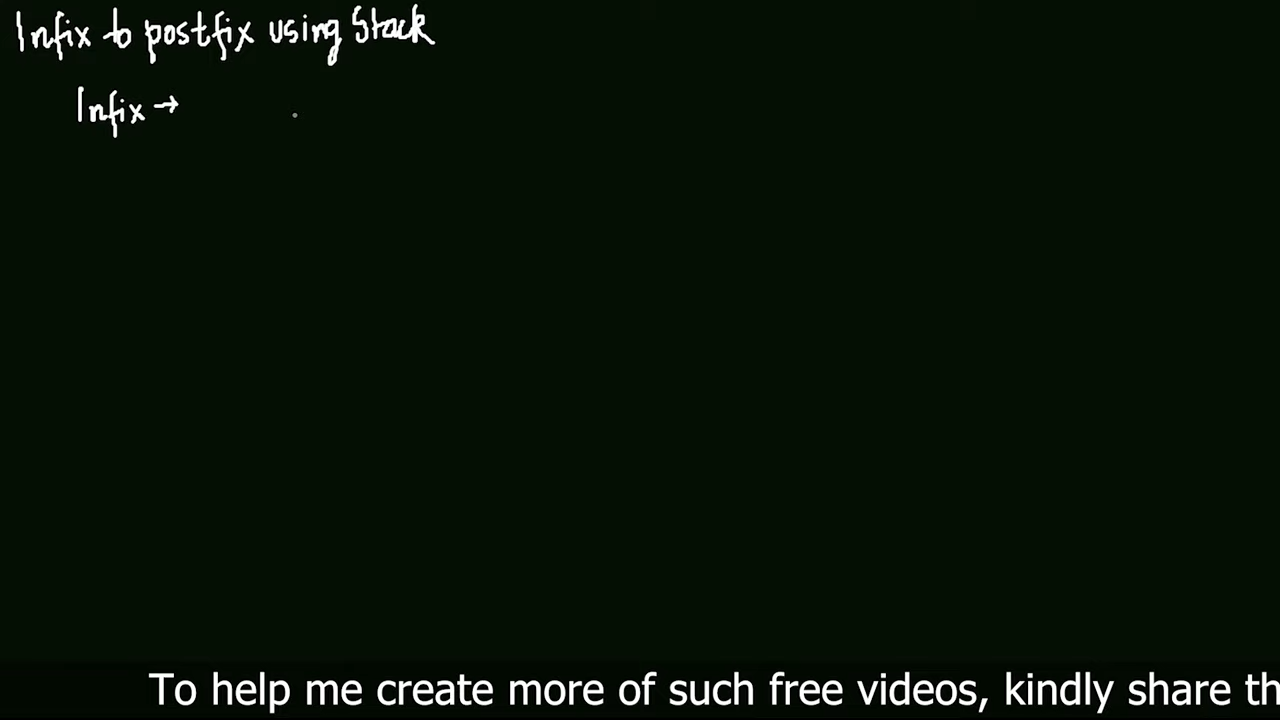 Infix to postfix using Stack
Infix →
To help me create more of such free videos, kindly share th